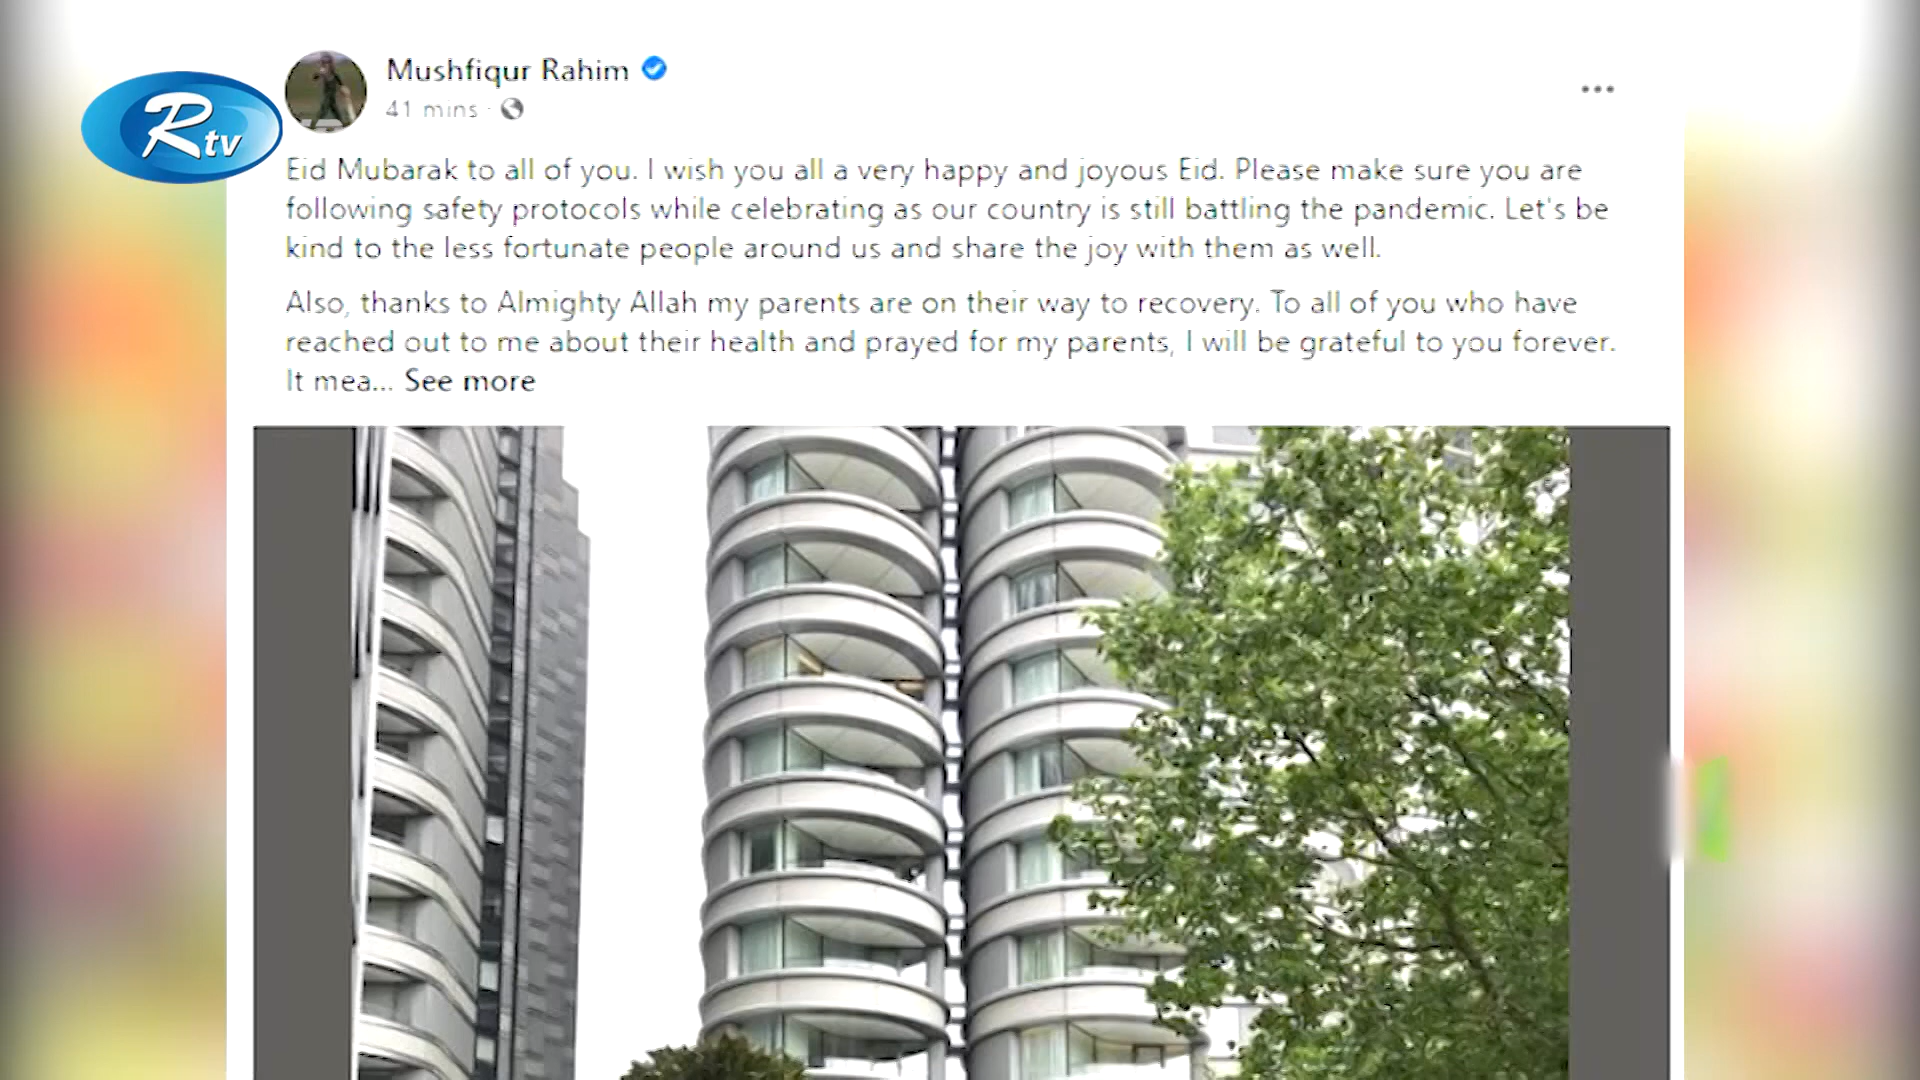 Rtv
Mushfiqur Rahim
41 mins ·
Eid Mubarak to all of you. I wish you all a very happy and joyous Eid. Please make sure you are
following safety protocols while celebrating as our country is still battling the pandemic. Let's be
kind to the less fortunate people around us and share the joy with them as well.
Also, thanks to Almighty Allah my parents are on their way to recovery. To all of you who have
reached out to me about their health and prayed for my parents, I will be grateful to you forever.
It mea... See more